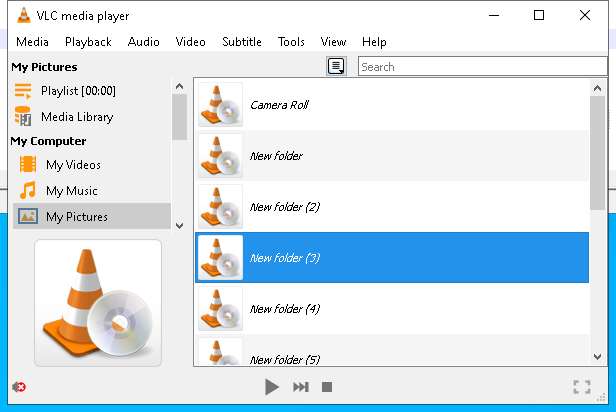 VLC media player
Media Playback Audio Video Subtitle Tools View Help
My Pictures
Search
Playlist [00:00]
Media Library
My Computer
My Videos
My Music
My Pictures
Camera Roll
New folder
New folder (2)
New folder (3)
New folder (4)
New folder (5)